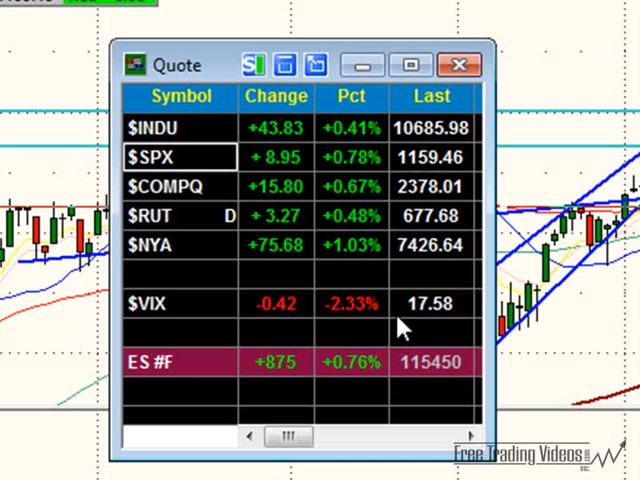 Quote
Symbol Change Pct Last
$INDU +43.83 +0.41% 10685.98
$SPX + 8.95 +0.78% 1159.46
$COMPQ +15.80 +0.67% 2378.01
$RUT D + 3.27 +0.48% 677.68
$NYA +75.68 +1.03% 7426.64
$VIX -0.42 -2.33% 17.58
ES #F +875 +0.76% 115450
Free Trading Videos
Inc.